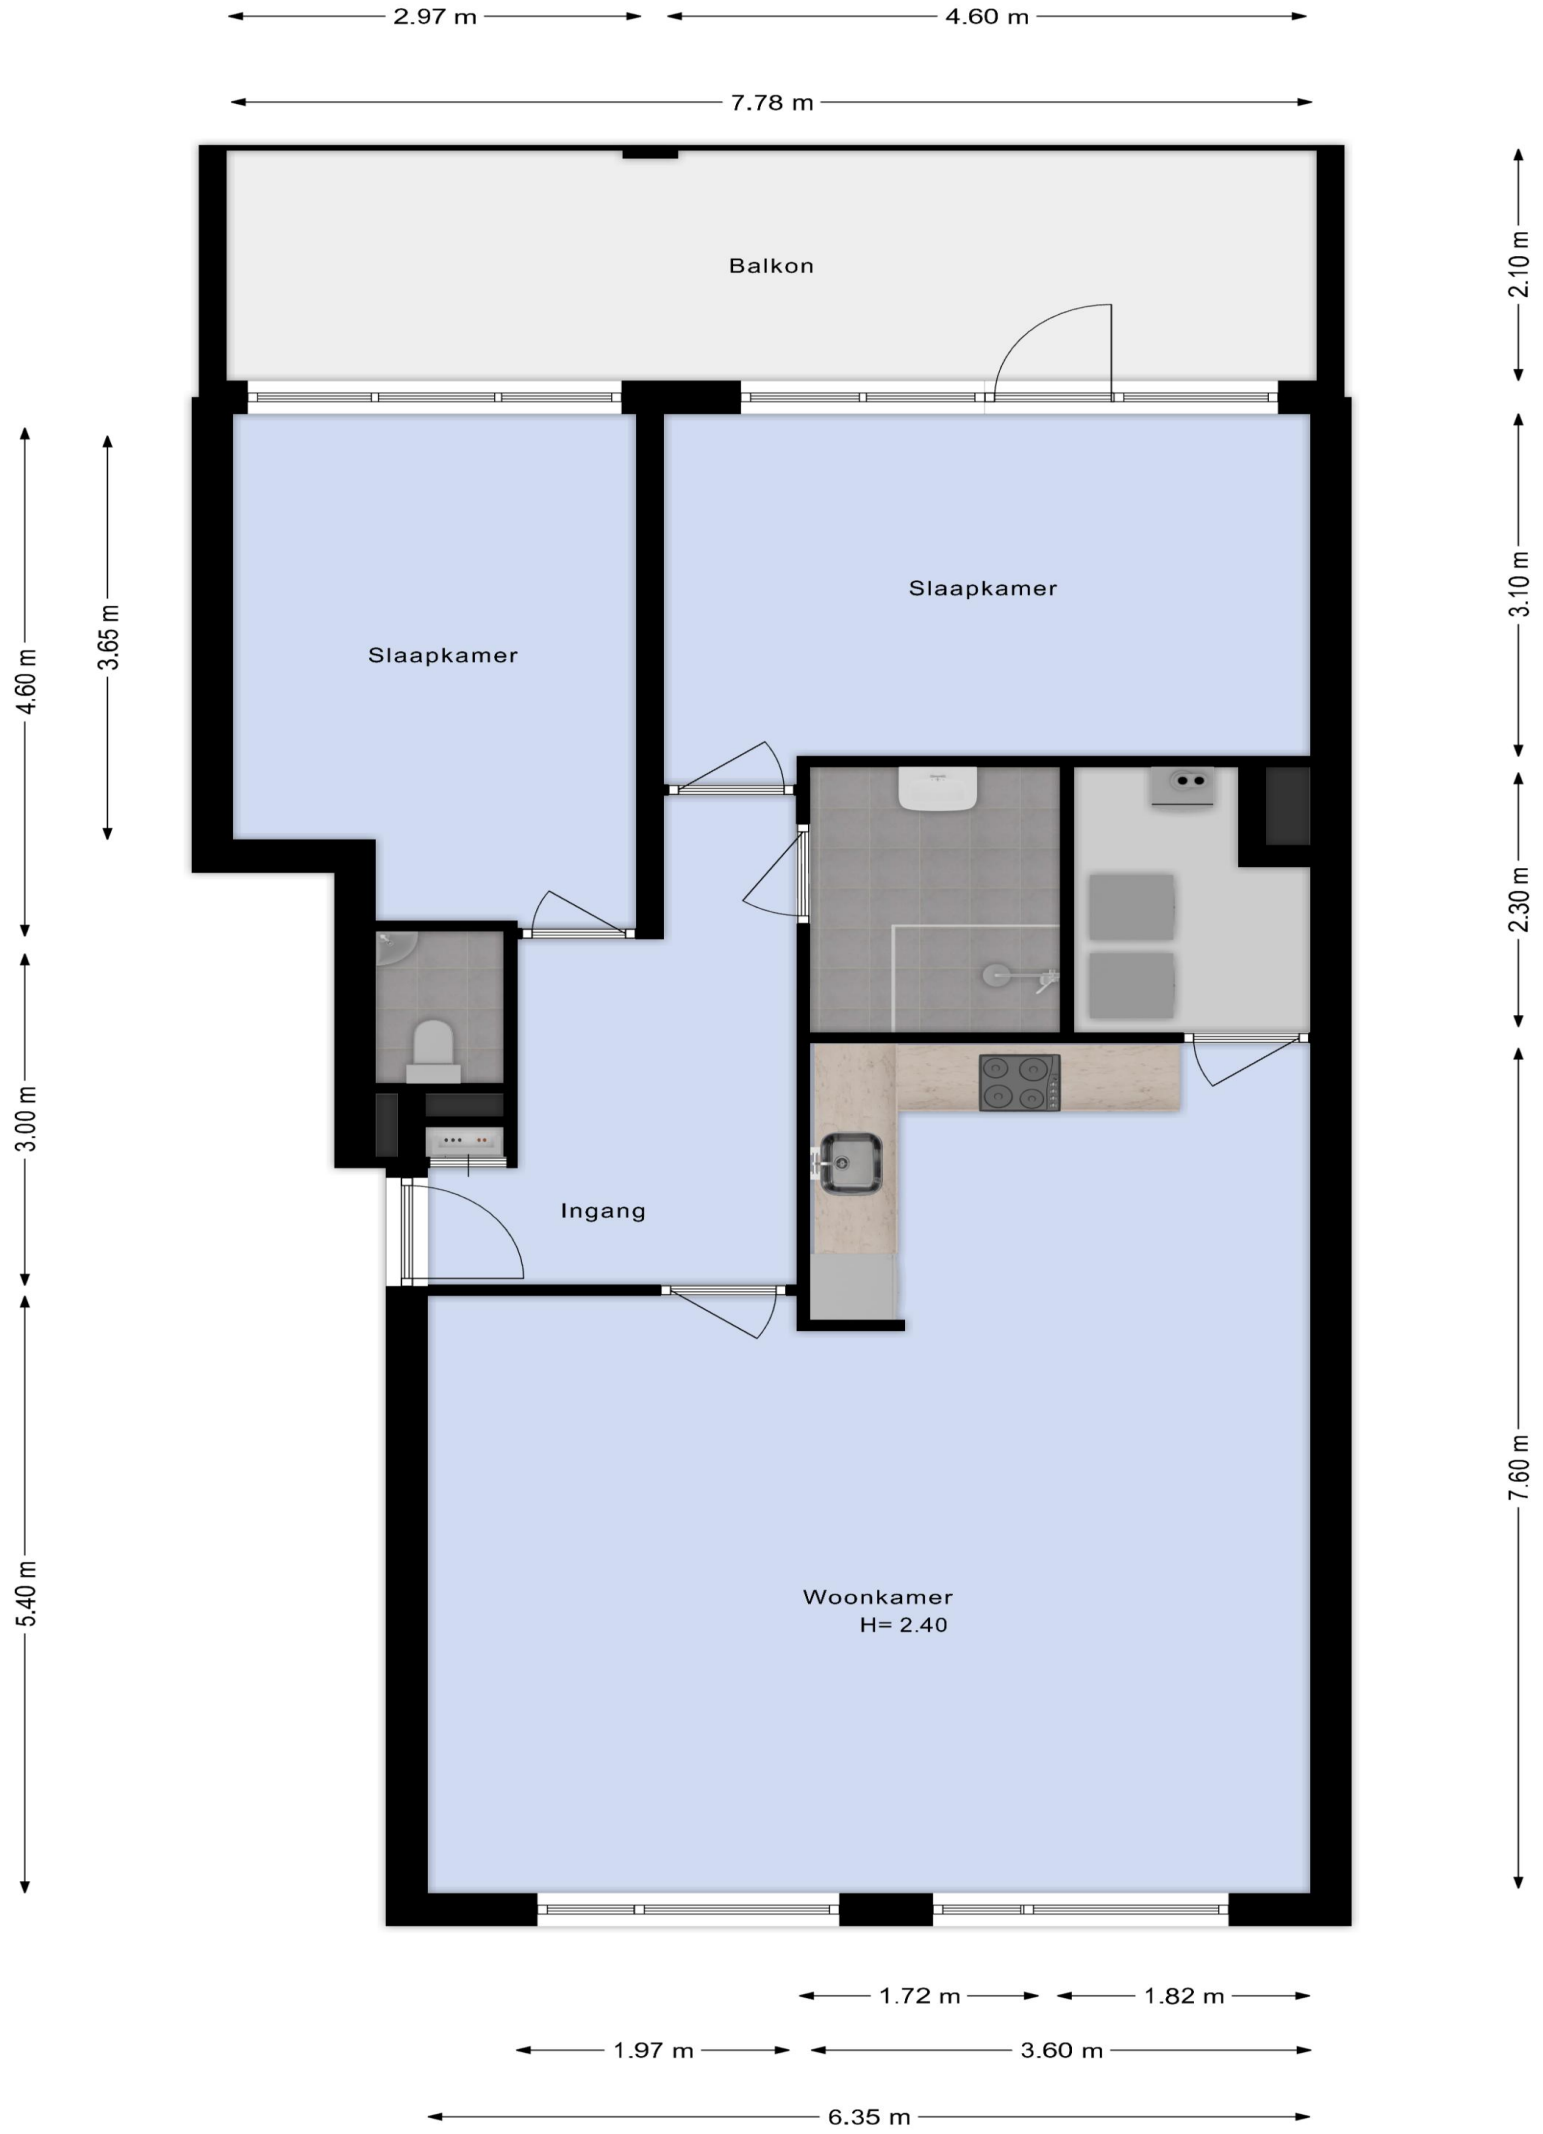 2.97 m
4.60 m
7.78 m
Balkon
2.10 m
Slaapkamer
Slaapkamer
4.60 m
3.65 m
3.10 m
2.30 m
3.00 m
Ingang
7.60 m
5.40 m
Woonkamer
H= 2.40
1.72 m
1.82 m
1.97 m
3.60 m
6.35 m